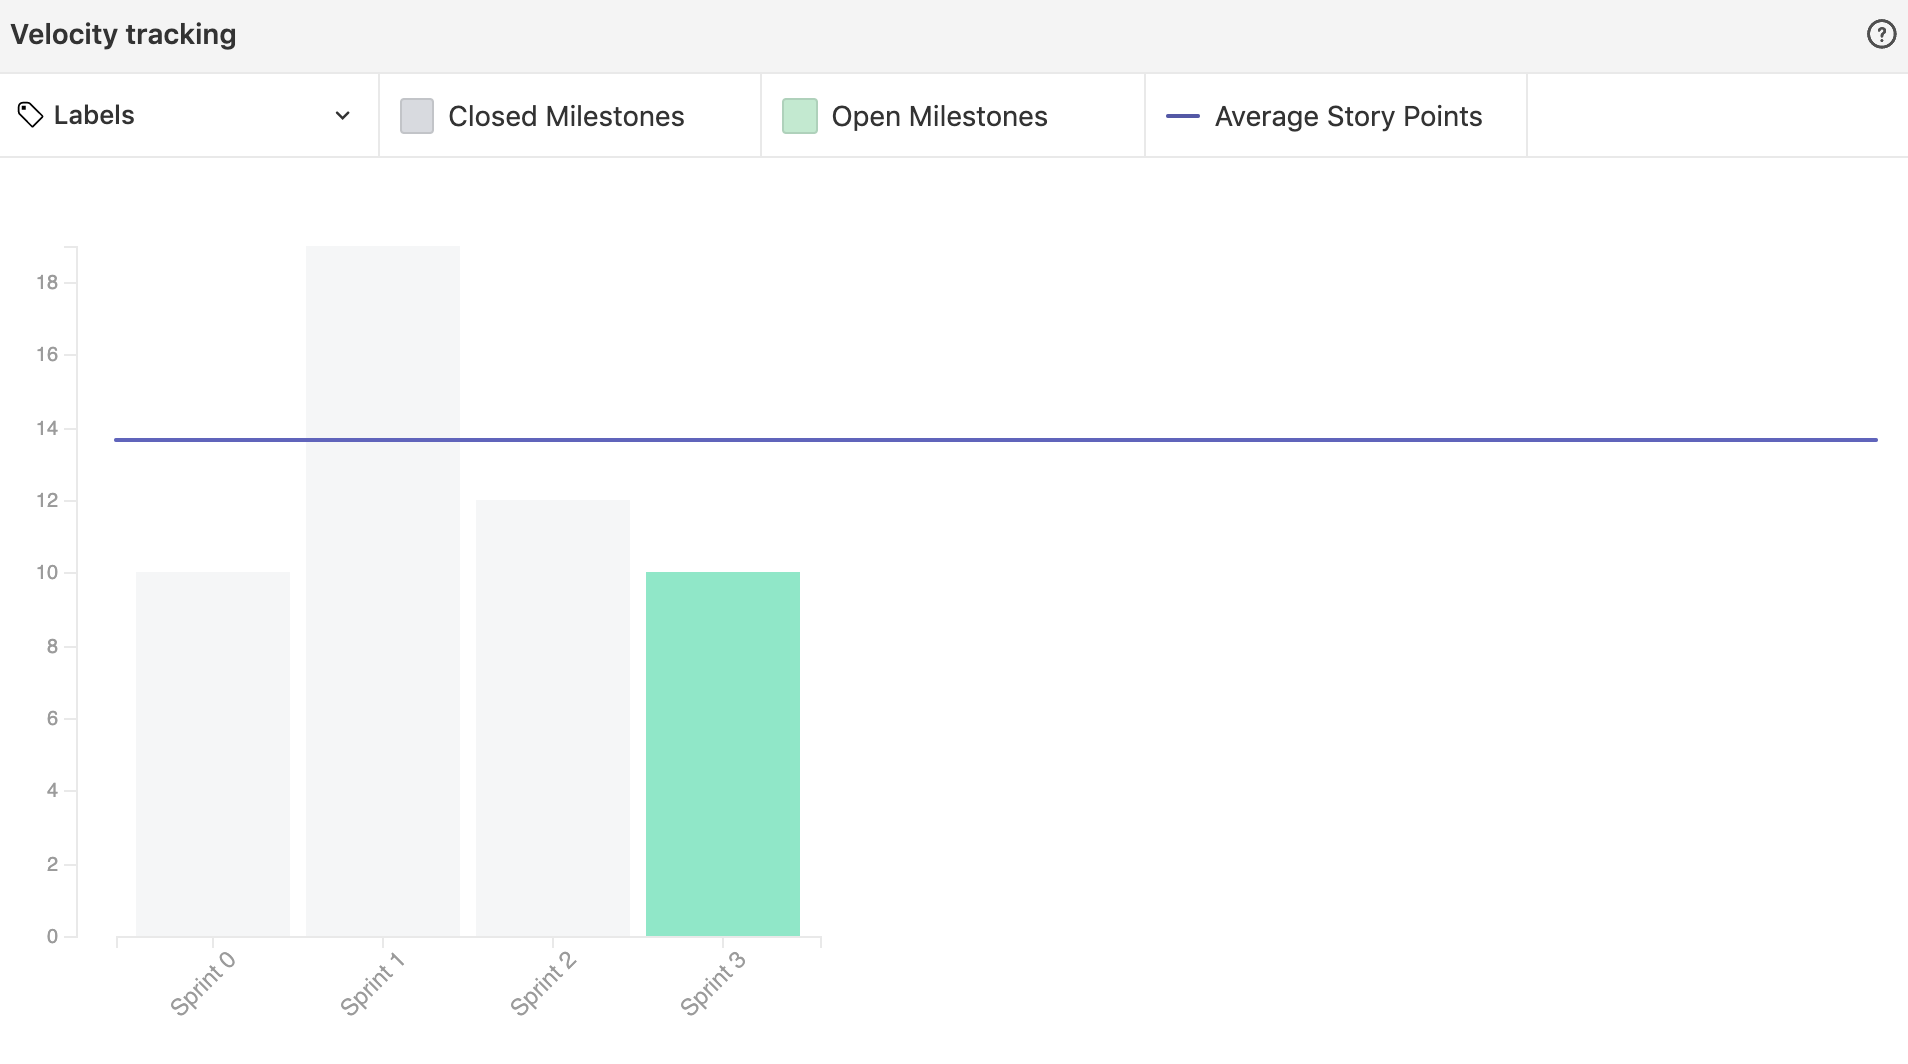 Velocity tracking
Labels
Closed Milestones
Open Milestones
Average Story Points
18
16
14
12
10
8
6
4
2
0
Sprint 0
Sprint 1
Sprint 2
Sprint 3